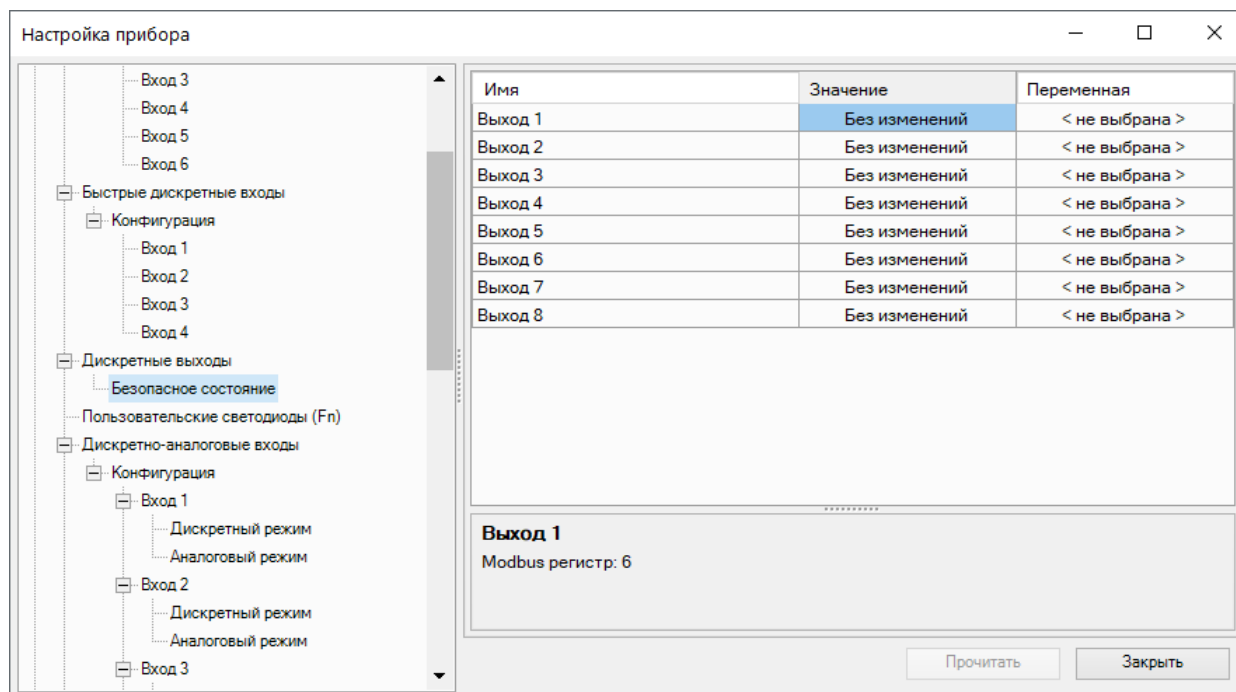 Настройка прибора
Вход 3
Вход 4
Вход 5
Вход 6
Быстрые дискретные входы
Конфигурация
Вход 1
Вход 2
Вход 3
Вход 4
Дискретные выходы
Безопасное состояние
Пользовательские светодиоды (Fn)
Дискретно-аналоговые входы
Конфигурация
Вход 1
Дискретный режим
Аналоговый режим
Вход 2
Дискретный режим
Аналоговый режим
Вход 3
Имя Значение Переменная
Выход 1 Без изменений < не выбрана >
Выход 2 Без изменений < не выбрана >
Выход 3 Без изменений < не выбрана >
Выход 4 Без изменений < не выбрана >
Выход 5 Без изменений < не выбрана >
Выход 6 Без изменений < не выбрана >
Выход 7 Без изменений < не выбрана >
Выход 8 Без изменений < не выбрана >
Выход 1
Modbus регистр: 6
Прочитать Закрыть